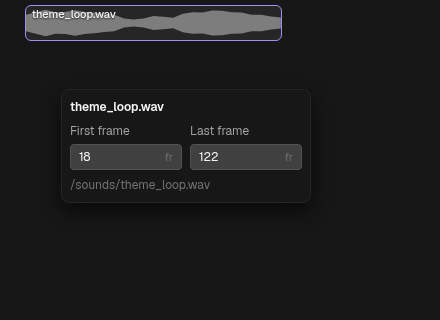 theme_loop.wav
theme_loop.wav
First frame Last frame
18 fr 122 fr
/sounds/theme_loop.wav